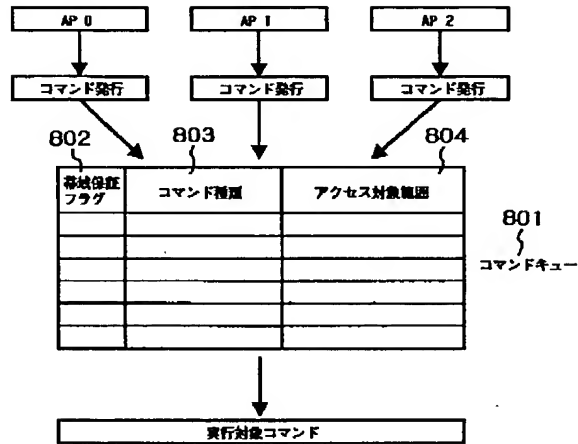 AP 0
AP 1
AP 2
コマンド発行
コマンド発行
コマンド発行
802
803
804
帯域保証
フラグ
コマンド種類
アクセス対象範囲
801
コマンドキュー
実行対象コマンド